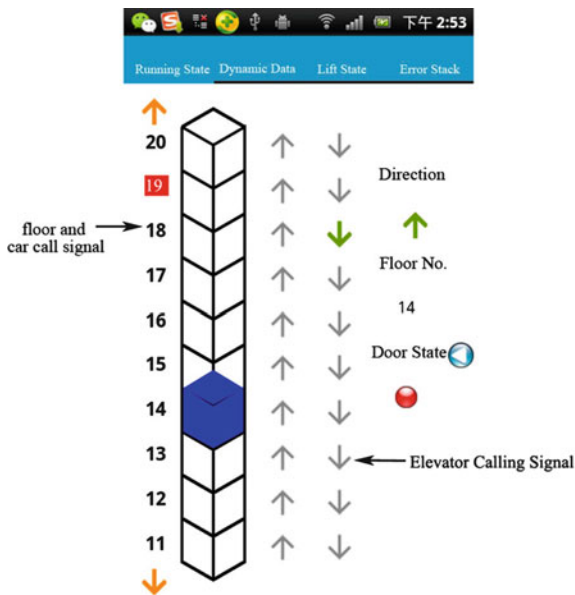 下午 2:53
Running State Dynamic Data Lift State Error Stack
20
19
18
17
16
15
14
13
12
11
floor and
car call signal
Direction
Floor No.
14
Door State
Elevator Calling Signal